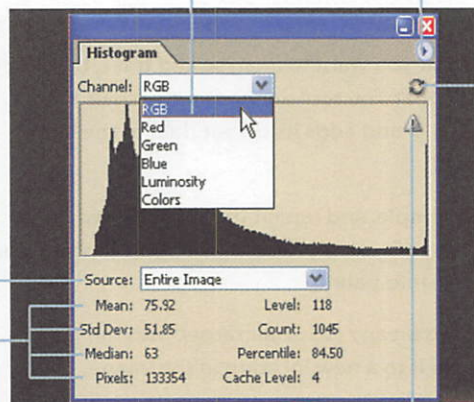 Histogram
Channel: RGB
RGB
Red
Green
Blue
Luminosity
Colors
Source: Entire Image
Mean: 75.92 Level: 118
Std Dev: 51.85 Count: 1045
Median: 63 Percentile: 84.50
Pixels: 133354 Cache Level: 4